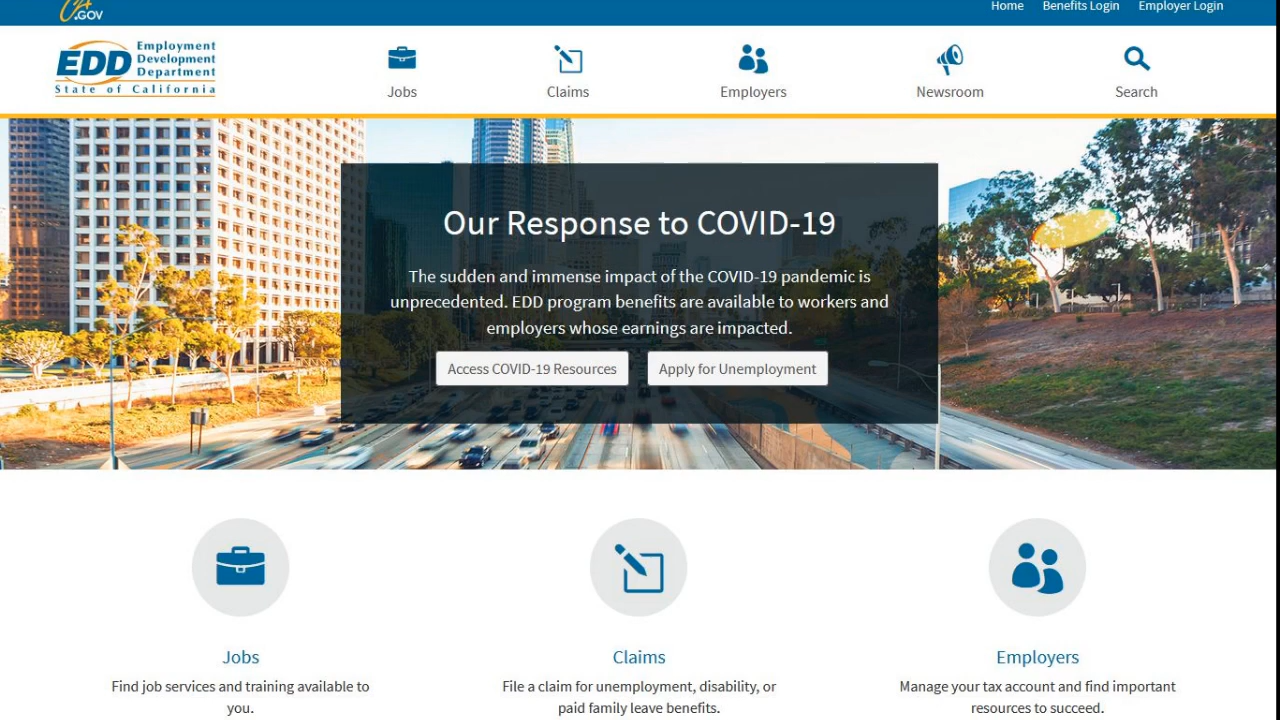 .GOV
Home Benefits Login Employer Login
EDD Employment
Development
Department
State of California
Jobs Claims Employers Newsroom Search
Our Response to COVID-19
The sudden and immense impact of the COVID-19 pandemic is
unprecedented. EDD program benefits are available to workers and
employers whose earnings are impacted.
Access COVID-19 Resources Apply for Unemployment
Jobs
Find job services and training available to
you.
Claims
File a claim for unemployment, disability, or
paid family leave benefits.
Employers
Manage your tax account and find important
resources to succeed.